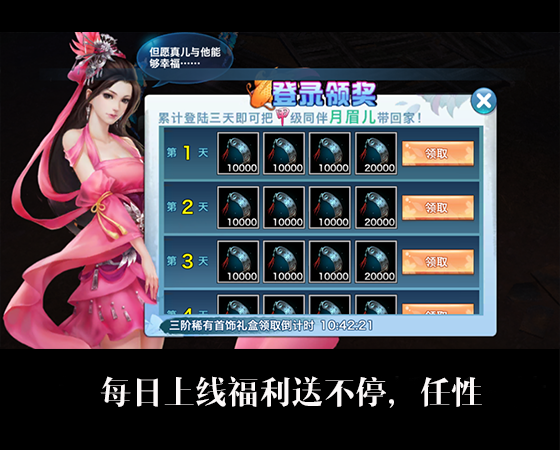 但愿真儿与他能
够幸福……
登录领奖
累计登陆三天即可把甲级同伴月眉儿带回家！
第1天 10000 10000 10000 20000 领取
第2天 10000 10000 10000 20000 领取
第3天 10000 10000 10000 20000 领取
第4天 领取
三阶稀有首饰礼盒领取倒计时 10:42:21
每日上线福利送不停，任性